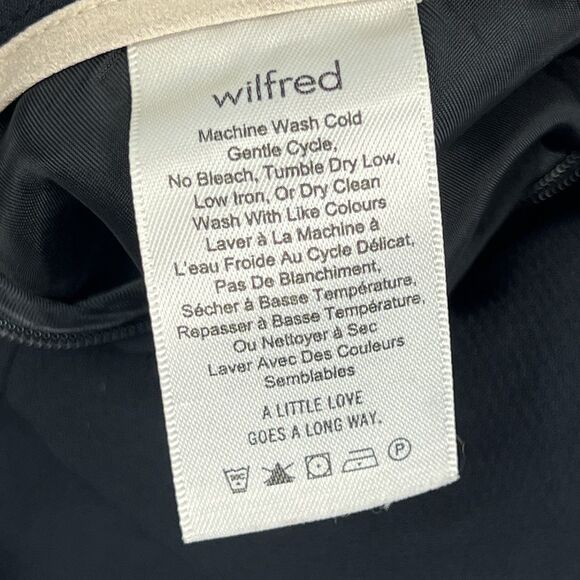 wilfred
Machine Wash Cold
Gentle Cycle,
No Bleach, Tumble Dry Low,
Low Iron, Or Dry Clean
Wash With Like Colours
Laver à La Machine à
L'eau Froide Au Cycle Délicat,
Pas De Blanchiment,
Sécher à Basse Température,
Repasser à Basse Température,
Ou Nettoyer à Sec
Laver Avec Des Couleurs
Semblables
A LITTLE LOVE
GOES A LONG WAY.
30C P